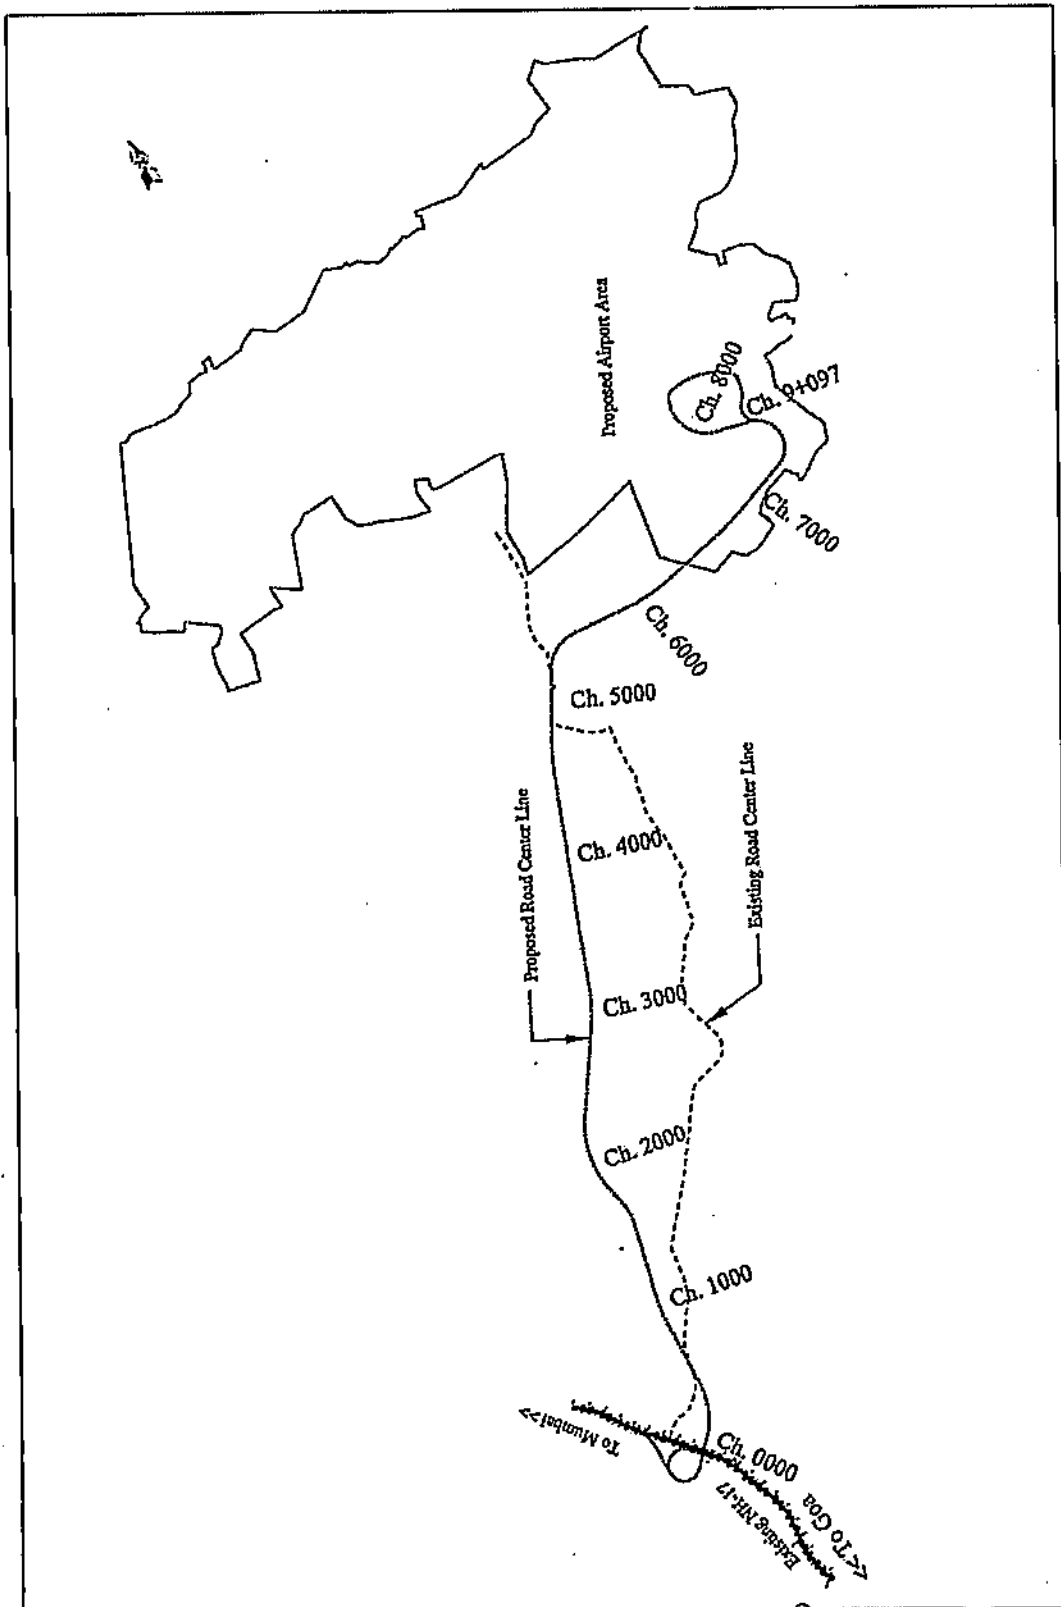 Proposed Airport Area
Ch. 8000
Ch. 9+097
Ch. 7000
Ch. 6000
Ch. 5000
Ch. 4000
Proposed Road Center Line
Existing Road Center Line
Ch. 3000
Ch. 2000
Ch. 1000
To Mumbai>>
Ch. 0000
Existing NH-17
<<To Goa